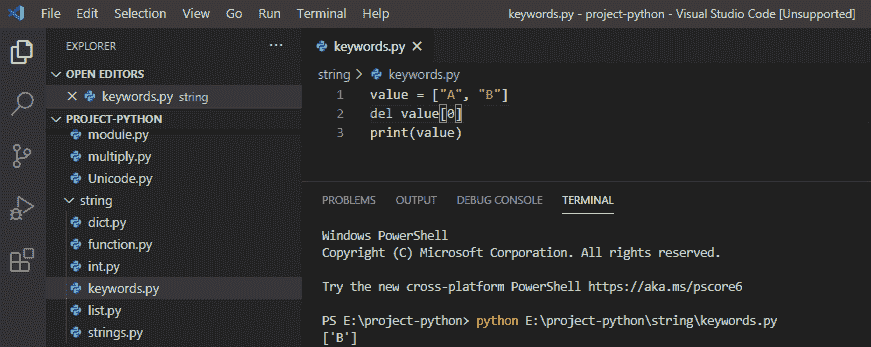 File Edit Selection View Go Run Terminal Help keywords.py - project-python - Visual Studio Code [Unsupported]
EXPLORER
OPEN EDITORS
keywords.py string
PROJECT-PYTHON
module.py
multiply.py
Unicode.py
string
dict.py
function.py
int.py
keywords.py
list.py
strings.py
keywords.py
string > keywords.py
1 value = ["A", "B"]
2 del value[0]
3 print(value)
PROBLEMS OUTPUT DEBUG CONSOLE TERMINAL
Windows PowerShell
Copyright (C) Microsoft Corporation. All rights reserved.
Try the new cross-platform PowerShell https://aka.ms/pscore6
PS E:\project-python> python E:\project-python\string\keywords.py
['B']